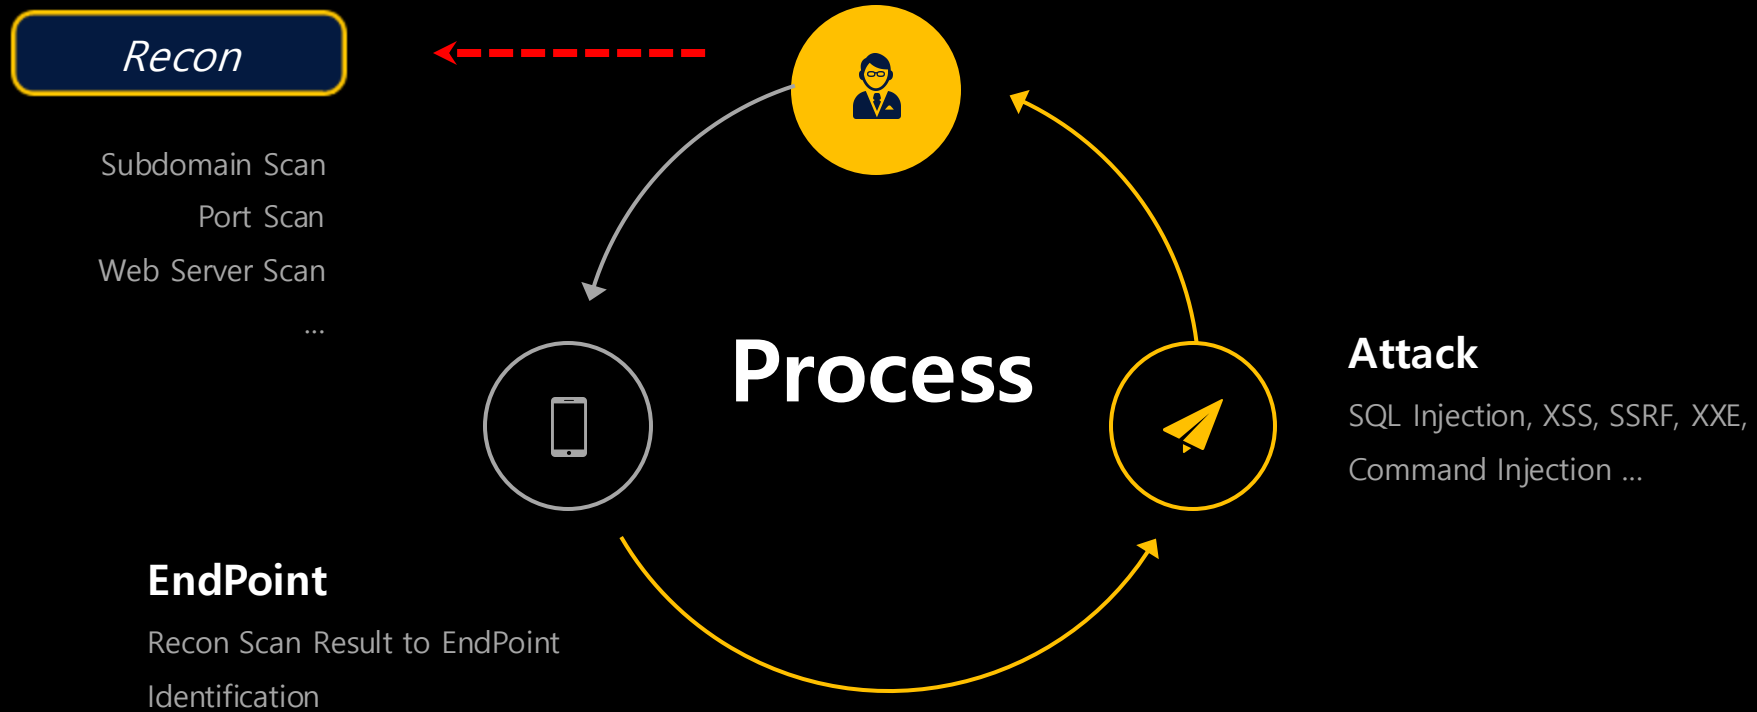 Recon
Subdomain Scan
Port Scan
Web Server Scan
...
Process
Attack
SQL Injection, XSS, SSRF, XXE,
Command Injection ...
EndPoint
Recon Scan Result to EndPoint
Identification